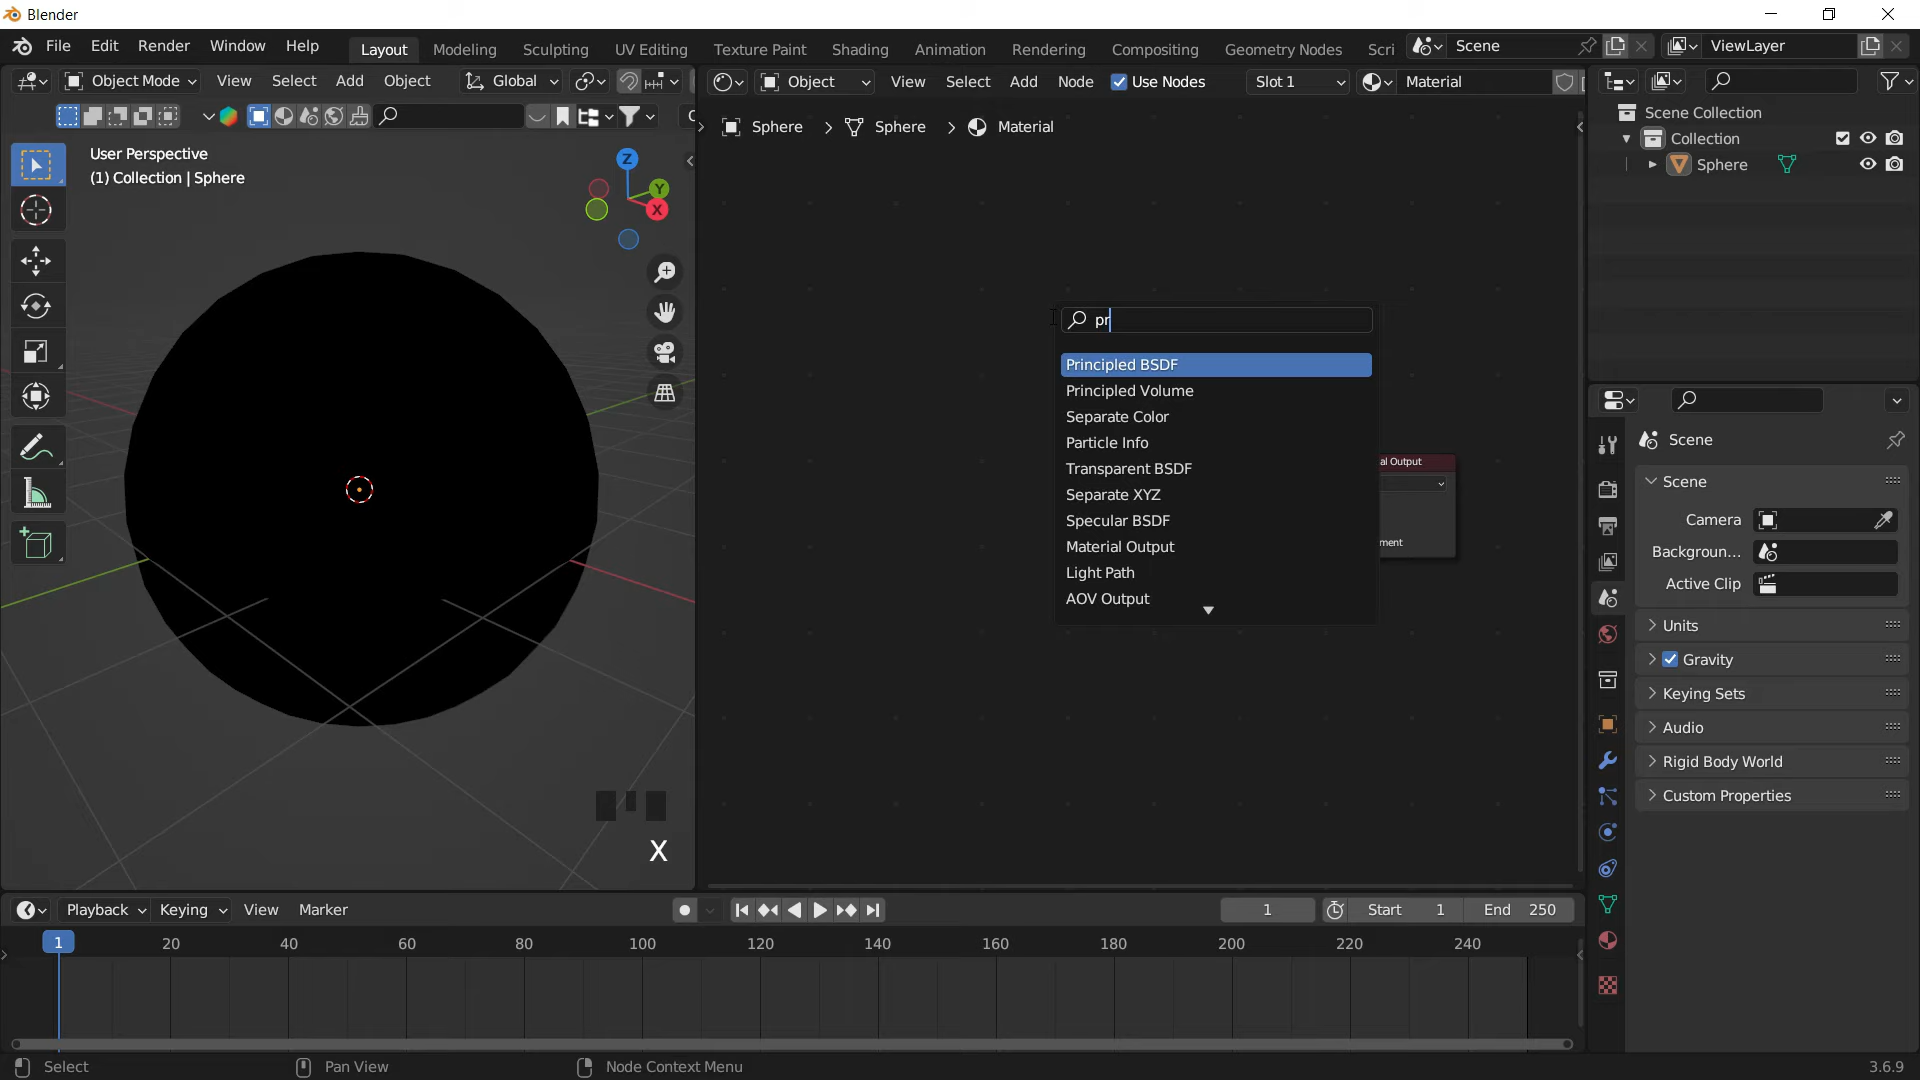 Blender
File Edit Render Window Help Layout Modeling Sculpting UV Editing Texture Paint Shading Animation Rendering Compositing Geometry Nodes Scri Scene ViewLayer
Object Mode View Select Add Object Global Object View Select Add Node Use Nodes Slot 1 Material
Sphere Sphere Material
User Perspective
(1) Collection | Sphere
Z
Y
X
pr
Principled BSDF
Principled Volume
Separate Color
Particle Info
Transparent BSDF
Separate XYZ
Specular BSDF
Material Output
Light Path
AOV Output
al Output
ment
X
Scene Collection
Collection
Sphere
Scene
Scene
Camera
Backgroun...
Active Clip
Units
Gravity
Keying Sets
Audio
Rigid Body World
Custom Properties
Playback Keying View Marker 1 Start 1 End 250
1 20 40 60 80 100 120 140 160 180 200 220 240
Select Pan View Node Context Menu 3.6.9